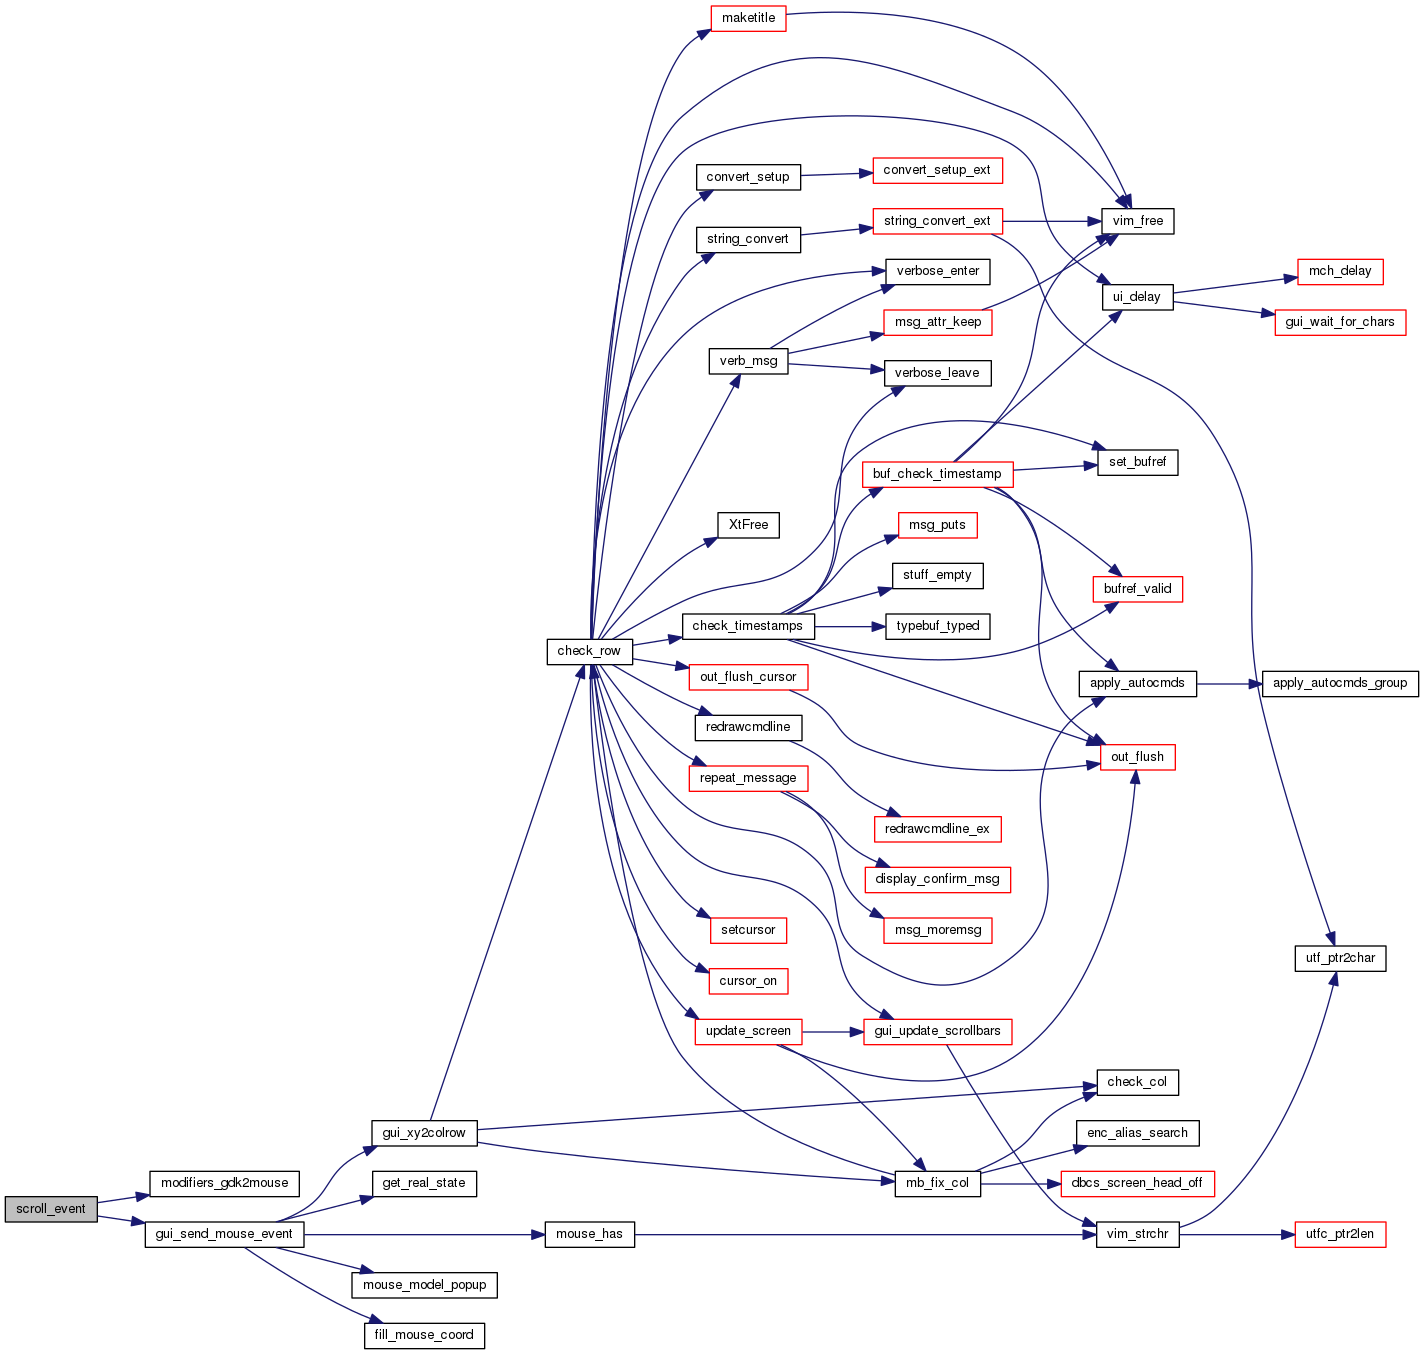 maketitle
convert_setup
convert_setup_ext
string_convert
string_convert_ext
vim_free
verbose_enter
mch_delay
ui_delay
msg_attr_keep
gui_wait_for_chars
verb_msg
verbose_leave
set_bufref
buf_check_timestamp
XtFree
msg_puts
stuff_empty
bufref_valid
check_timestamps
typebuf_typed
check_row
out_flush_cursor
apply_autocmds
apply_autocmds_group
redrawcmdline
out_flush
repeat_message
redrawcmdline_ex
display_confirm_msg
setcursor
msg_moremsg
utf_ptr2char
cursor_on
update_screen
gui_update_scrollbars
check_col
gui_xy2colrow
enc_alias_search
modifiers_gdk2mouse
get_real_state
mb_fix_col
dbcs_screen_head_off
scroll_event
gui_send_mouse_event
mouse_has
vim_strchr
utfc_ptr2len
mouse_model_popup
fill_mouse_coord